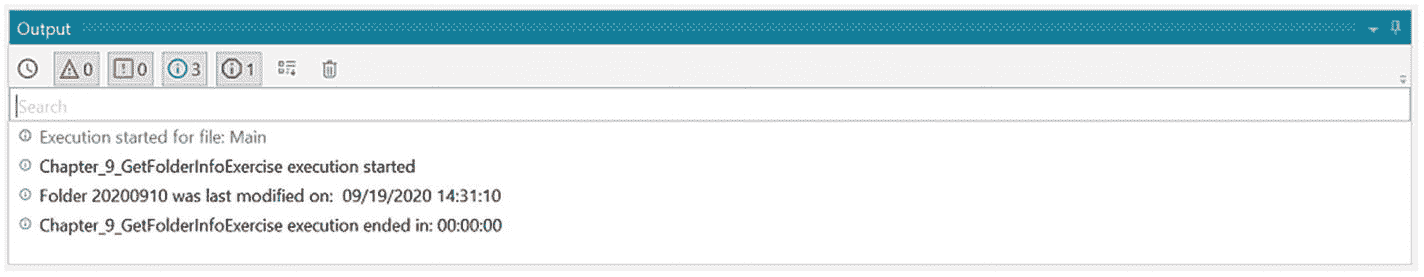 Output
0 0 3 1
Search
Execution started for file: Main
Chapter_9_GetFolderInfoExercise execution started
Folder 20200910 was last modified on:  09/19/2020 14:31:10
Chapter_9_GetFolderInfoExercise execution ended in: 00:00:00